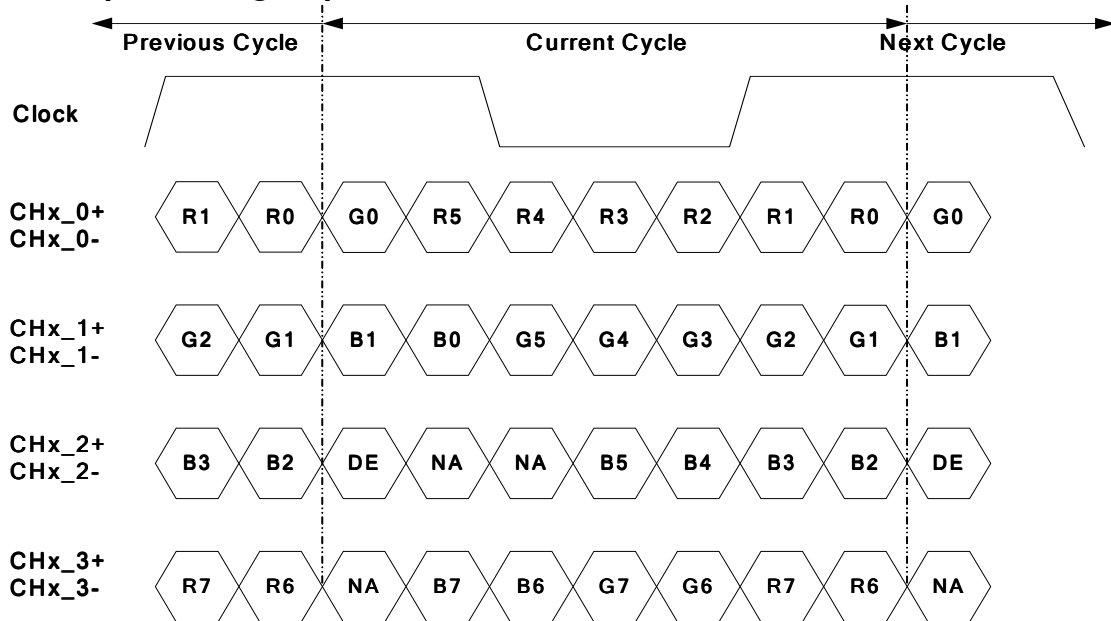 Previous Cycle Current Cycle Next Cycle
Clock
CHx_0+
CHx_0-
R1 R0 G0 R5 R4 R3 R2 R1 R0 G0
CHx_1+
CHx_1-
G2 G1 B1 B0 G5 G4 G3 G2 G1 B1
CHx_2+
CHx_2-
B3 B2 DE NA NA B5 B4 B3 B2 DE
CHx_3+
CHx_3-
R7 R6 NA B7 B6 G7 G6 R7 R6 NA